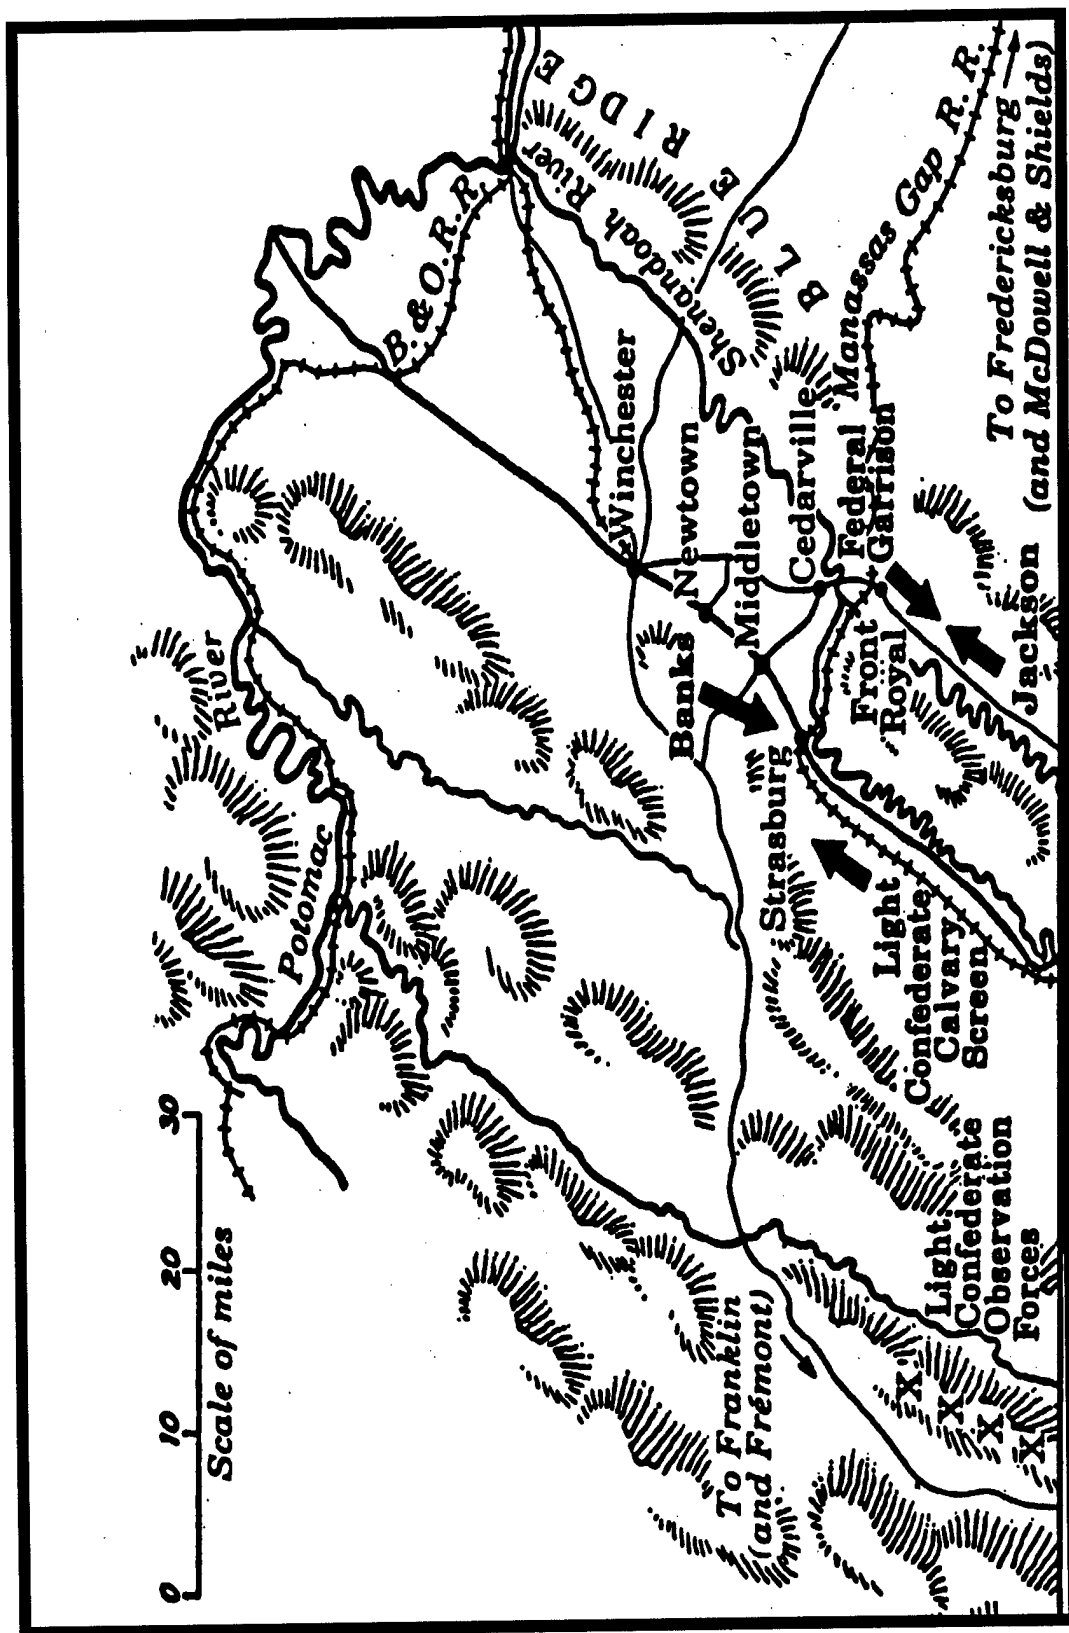 Scale of miles
0 10 20 30
Potomac
River
B. & O. R. R.
Shenandoah River
BLUE RIDGE
Winchester
Newtown
Middletown
Cedarville
Federal
Garrison
Manassas Gap R. R.
To Fredericksburg
(and McDowell & Shields)
Banks
Strasburg
Front
Royal
Jackson
Light
Confederate
Calvary
Screen
To Franklin
(and Frémont)
Light
Confederate
Observation
Forces
X
X
X
X